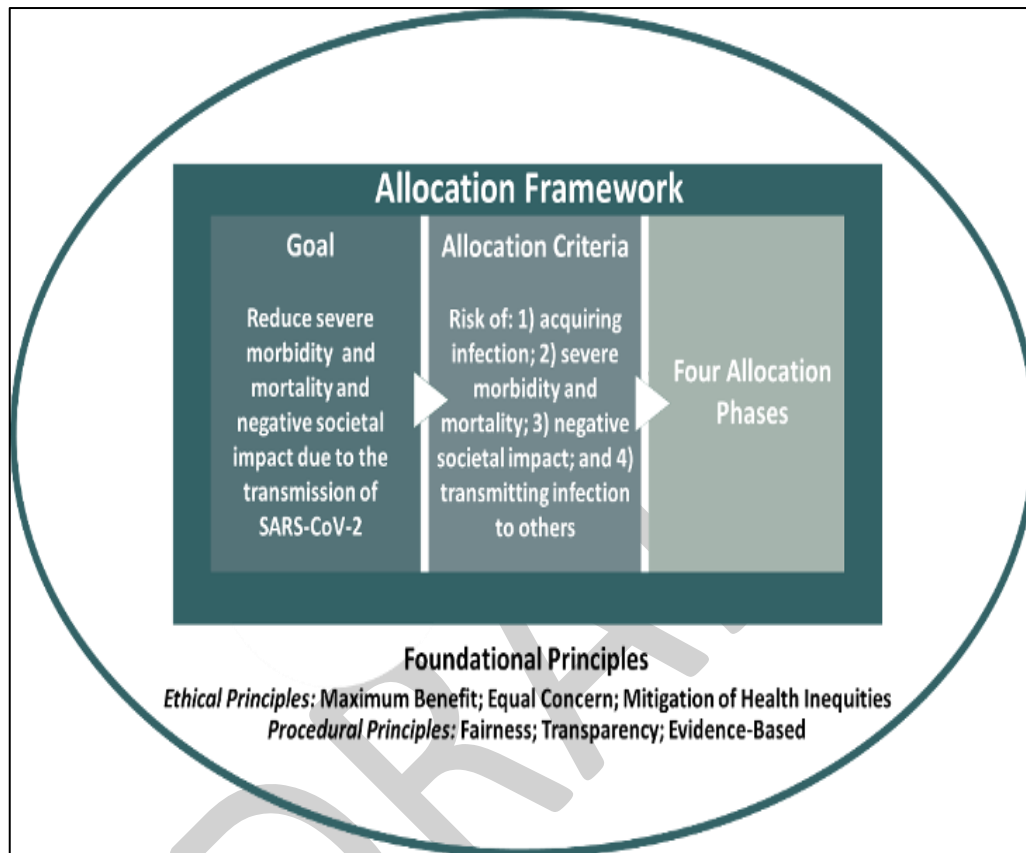 Allocation Framework
Goal
Reduce severe
morbidity and
mortality and
negative societal
impact due to the
transmission of
SARS-CoV-2
Allocation Criteria
Risk of: 1) acquiring
infection; 2) severe
morbidity and
mortality; 3) negative
societal impact; and 4)
transmitting infection
to others
Four Allocation
Phases
Foundational Principles
Ethical Principles: Maximum Benefit; Equal Concern; Mitigation of Health Inequities
Procedural Principles: Fairness; Transparency; Evidence-Based
DRAFT